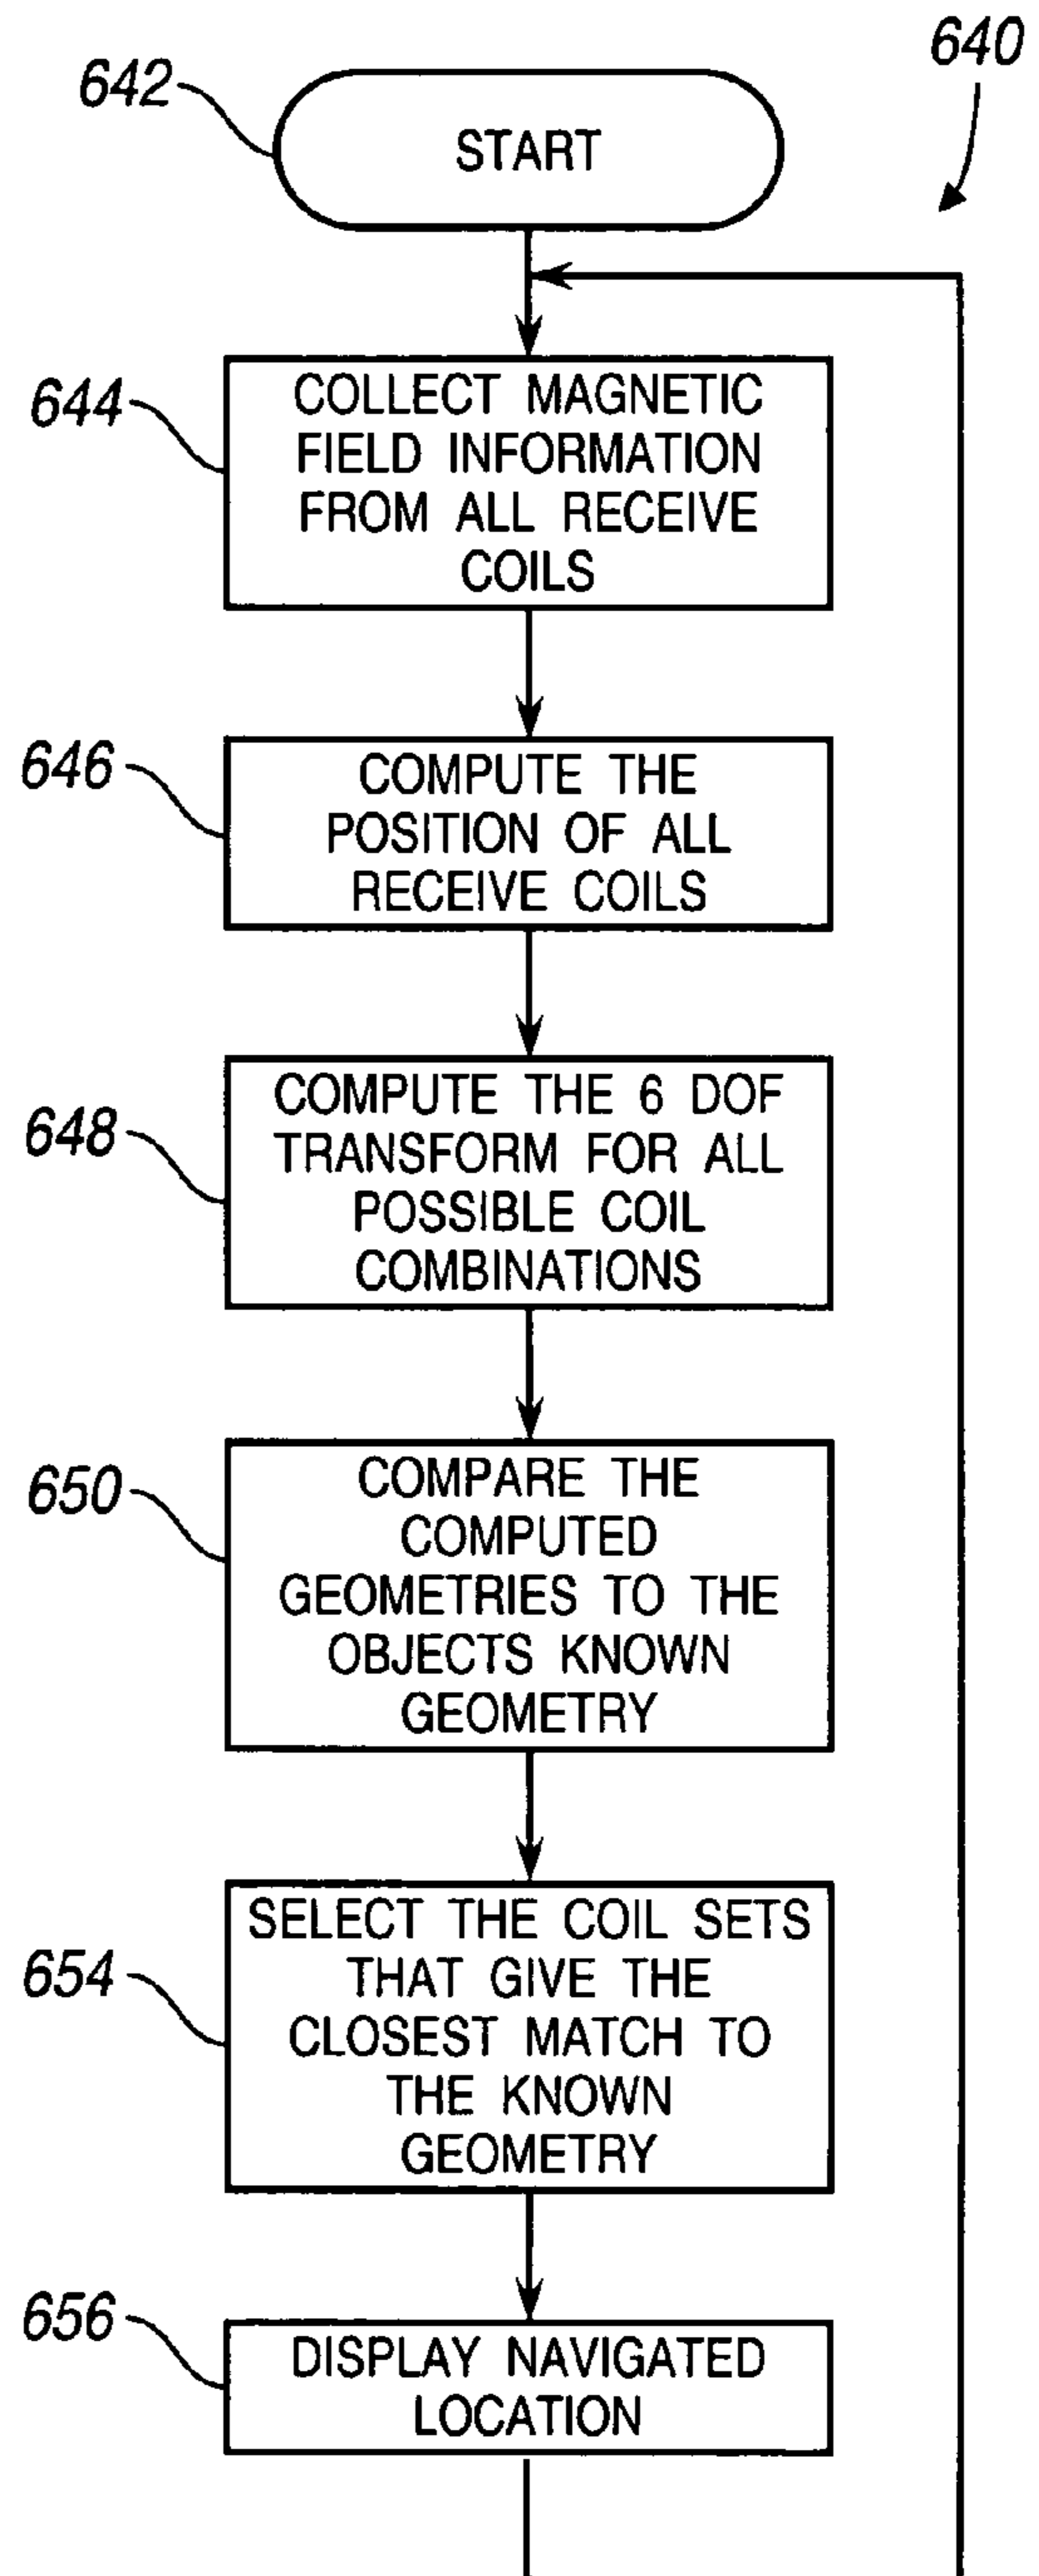 640
642
START
644
COLLECT MAGNETIC
FIELD INFORMATION
FROM ALL RECEIVE
COILS
646
COMPUTE THE
POSITION OF ALL
RECEIVE COILS
648
COMPUTE THE 6 DOF
TRANSFORM FOR ALL
POSSIBLE COIL
COMBINATIONS
650
COMPARE THE
COMPUTED
GEOMETRIES TO THE
OBJECTS KNOWN
GEOMETRY
654
SELECT THE COIL SETS
THAT GIVE THE
CLOSEST MATCH TO
THE KNOWN
GEOMETRY
656
DISPLAY NAVIGATED
LOCATION